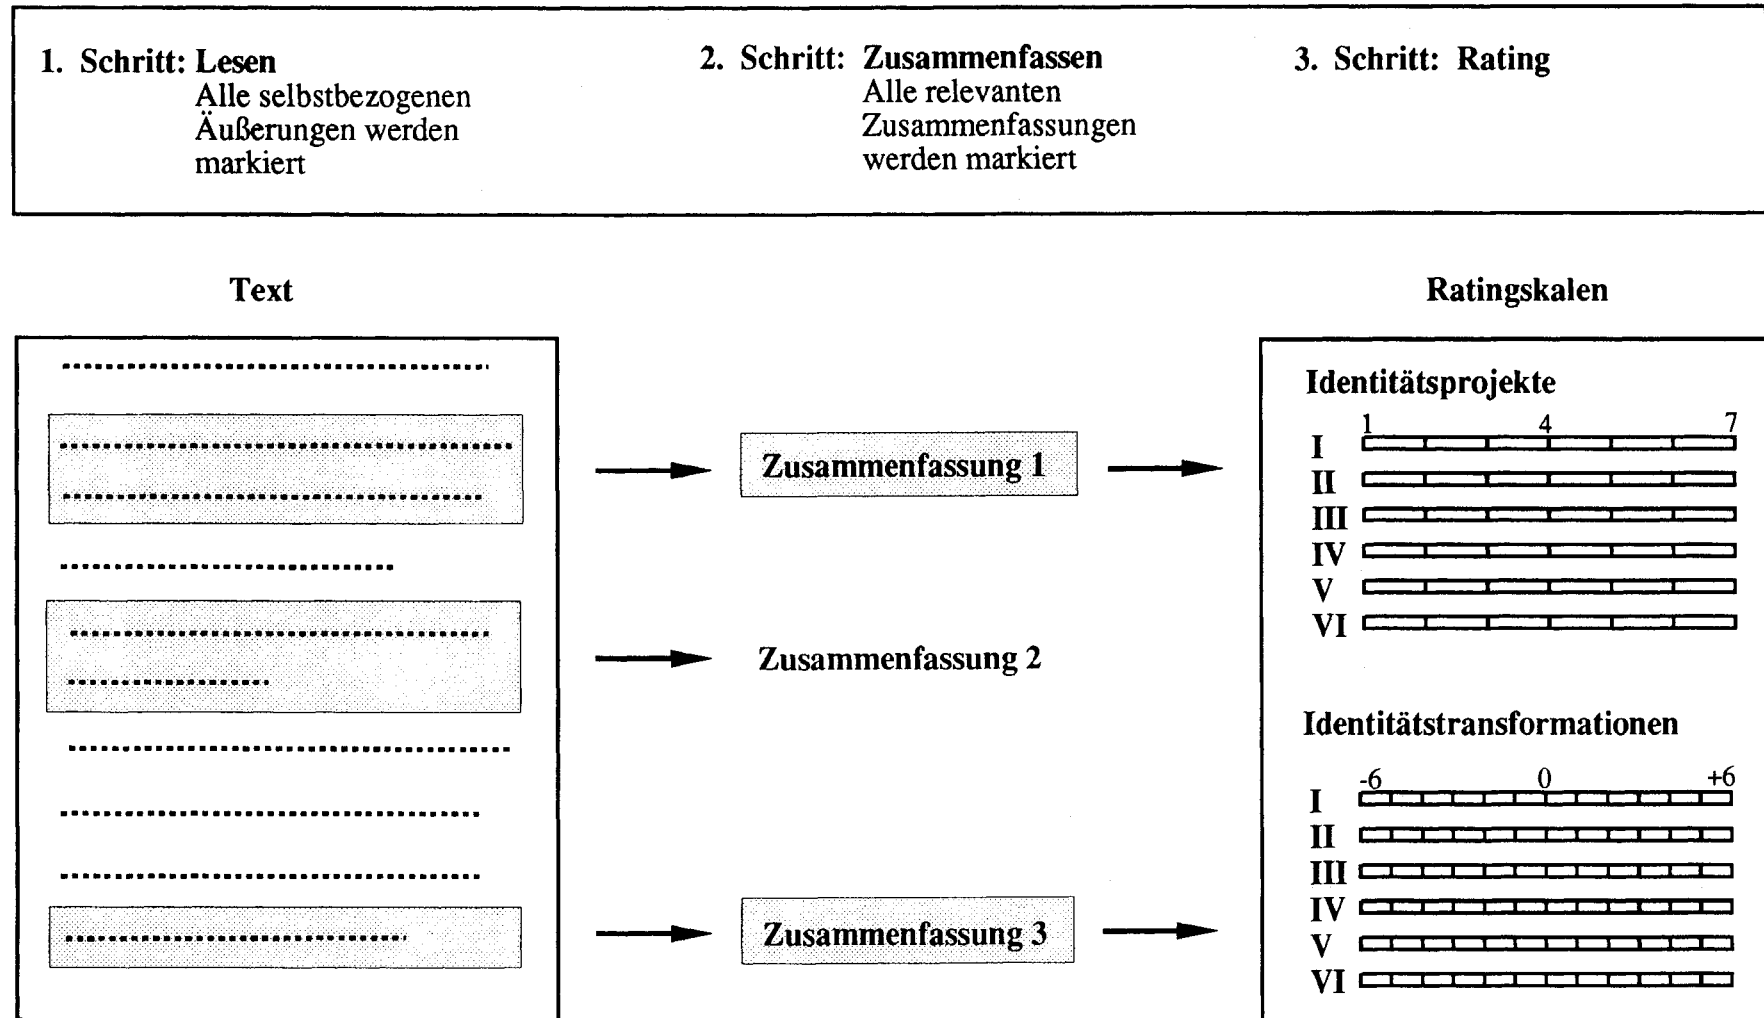 1. Schritt: Lesen
Alle selbstbezogenen
Äußerungen werden
markiert
2. Schritt: Zusammenfassen
Alle relevanten
Zusammenfassungen
werden markiert
3. Schritt: Rating
Text
Zusammenfassung 1
Zusammenfassung 2
Zusammenfassung 3
Ratingskalen
Identitätsprojekte
1 4 7
I
II
III
IV
V
VI
Identitätstransformationen
-6 0 +6
I
II
III
IV
V
VI